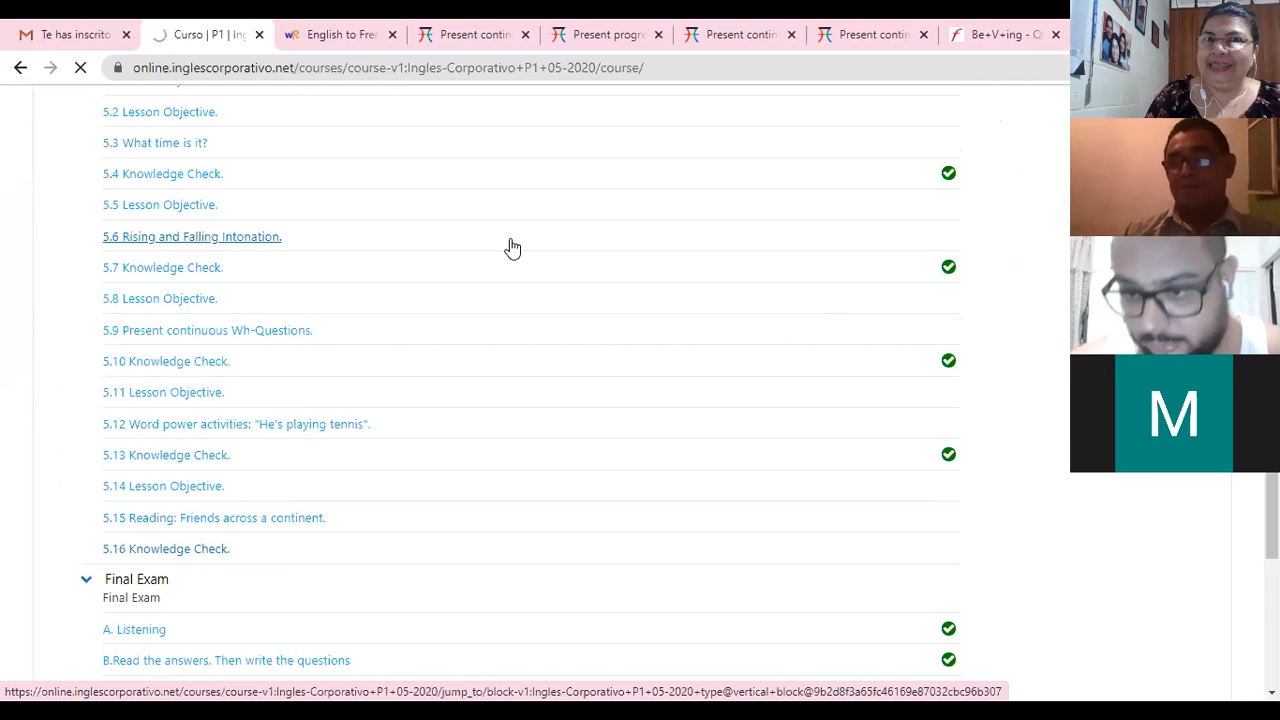 Te has inscrito
Curso | P1 | In
English to Fre
Present contin
Present progre
Present contin
Present contin
Be+V+ing - Q
online.inglescorporativo.net/courses/course-v1:Ingles-Corporativo+P1+05-2020/course/
5.2 Lesson Objective.
5.3 What time is it?
5.4 Knowledge Check.
5.5 Lesson Objective.
5.6 Rising and Falling Intonation.
5.7 Knowledge Check.
5.8 Lesson Objective.
5.9 Present continuous Wh-Questions.
5.10 Knowledge Check.
5.11 Lesson Objective.
5.12 Word power activities: "He's playing tennis".
5.13 Knowledge Check.
5.14 Lesson Objective.
5.15 Reading: Friends across a continent.
5.16 Knowledge Check.
Final Exam
Final Exam
A. Listening
B.Read the answers. Then write the questions
https://online.inglescorporativo.net/courses/course-v1:Ingles-Corporativo+P1+05-2020/jump_to/block-v1:Ingles-Corporativo+P1+05-2020+type@vertical+block@9b2d8f3a65fc46169e87032cbc96b307
M